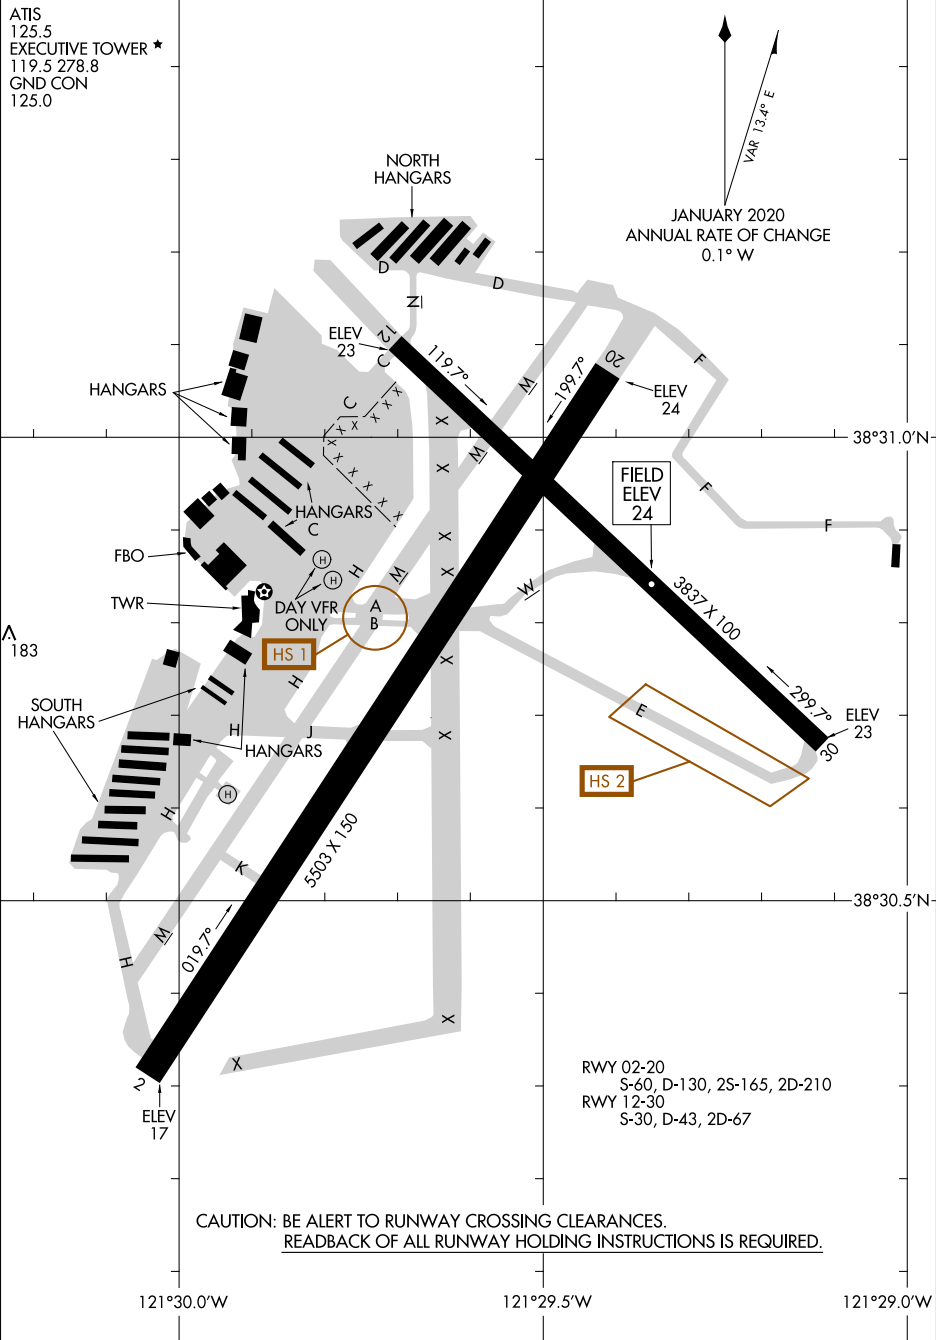 ATIS
125.5
EXECUTIVE TOWER ★
119.5 278.8
GND CON
125.0
VAR 13.4° E
JANUARY 2020
ANNUAL RATE OF CHANGE
0.1° W
NORTH
HANGARS
D
D
N
12
ELEV
23
C
119.7°
M
20
199.7°
F
ELEV
24
HANGARS
C
X X X X X X
X X X X X X
X
M
38°31.0'N
X
FIELD
ELEV
24
F
HANGARS
C
F
X
FBO
H
H
H
M
X
W
3837 X 100
TWR
DAY VFR
ONLY
A
B
183
HS 1
X
H
299.7°
SOUTH
HANGARS
E
ELEV
23
H
J
X
HANGARS
30
HS 2
H
H
5503 X 150
K
38°30.5'N
M
019.7°
H
X
X
2
RWY 02-20
S-60, D-130, 2S-165, 2D-210
RWY 12-30
S-30, D-43, 2D-67
ELEV
17
CAUTION: BE ALERT TO RUNWAY CROSSING CLEARANCES.
READBACK OF ALL RUNWAY HOLDING INSTRUCTIONS IS REQUIRED.
121°30.0'W
121°29.5'W
121°29.0'W